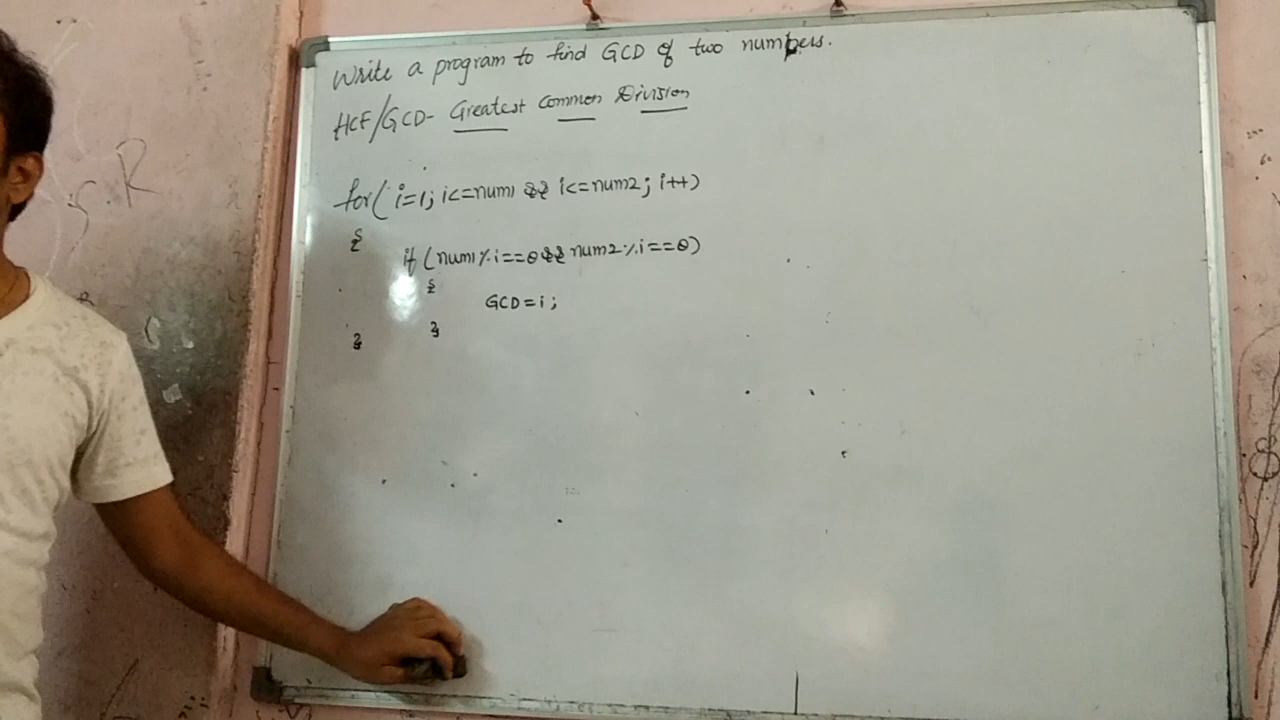 Write a program to find GCD of two numbers.
HCF/GCD- Greatest Common Division
for(i=1; i<=num1 && i<=num2; i++)
{
if (num1%i==0 && num2%i==0)
{
GCD=i;
}
}
S.R